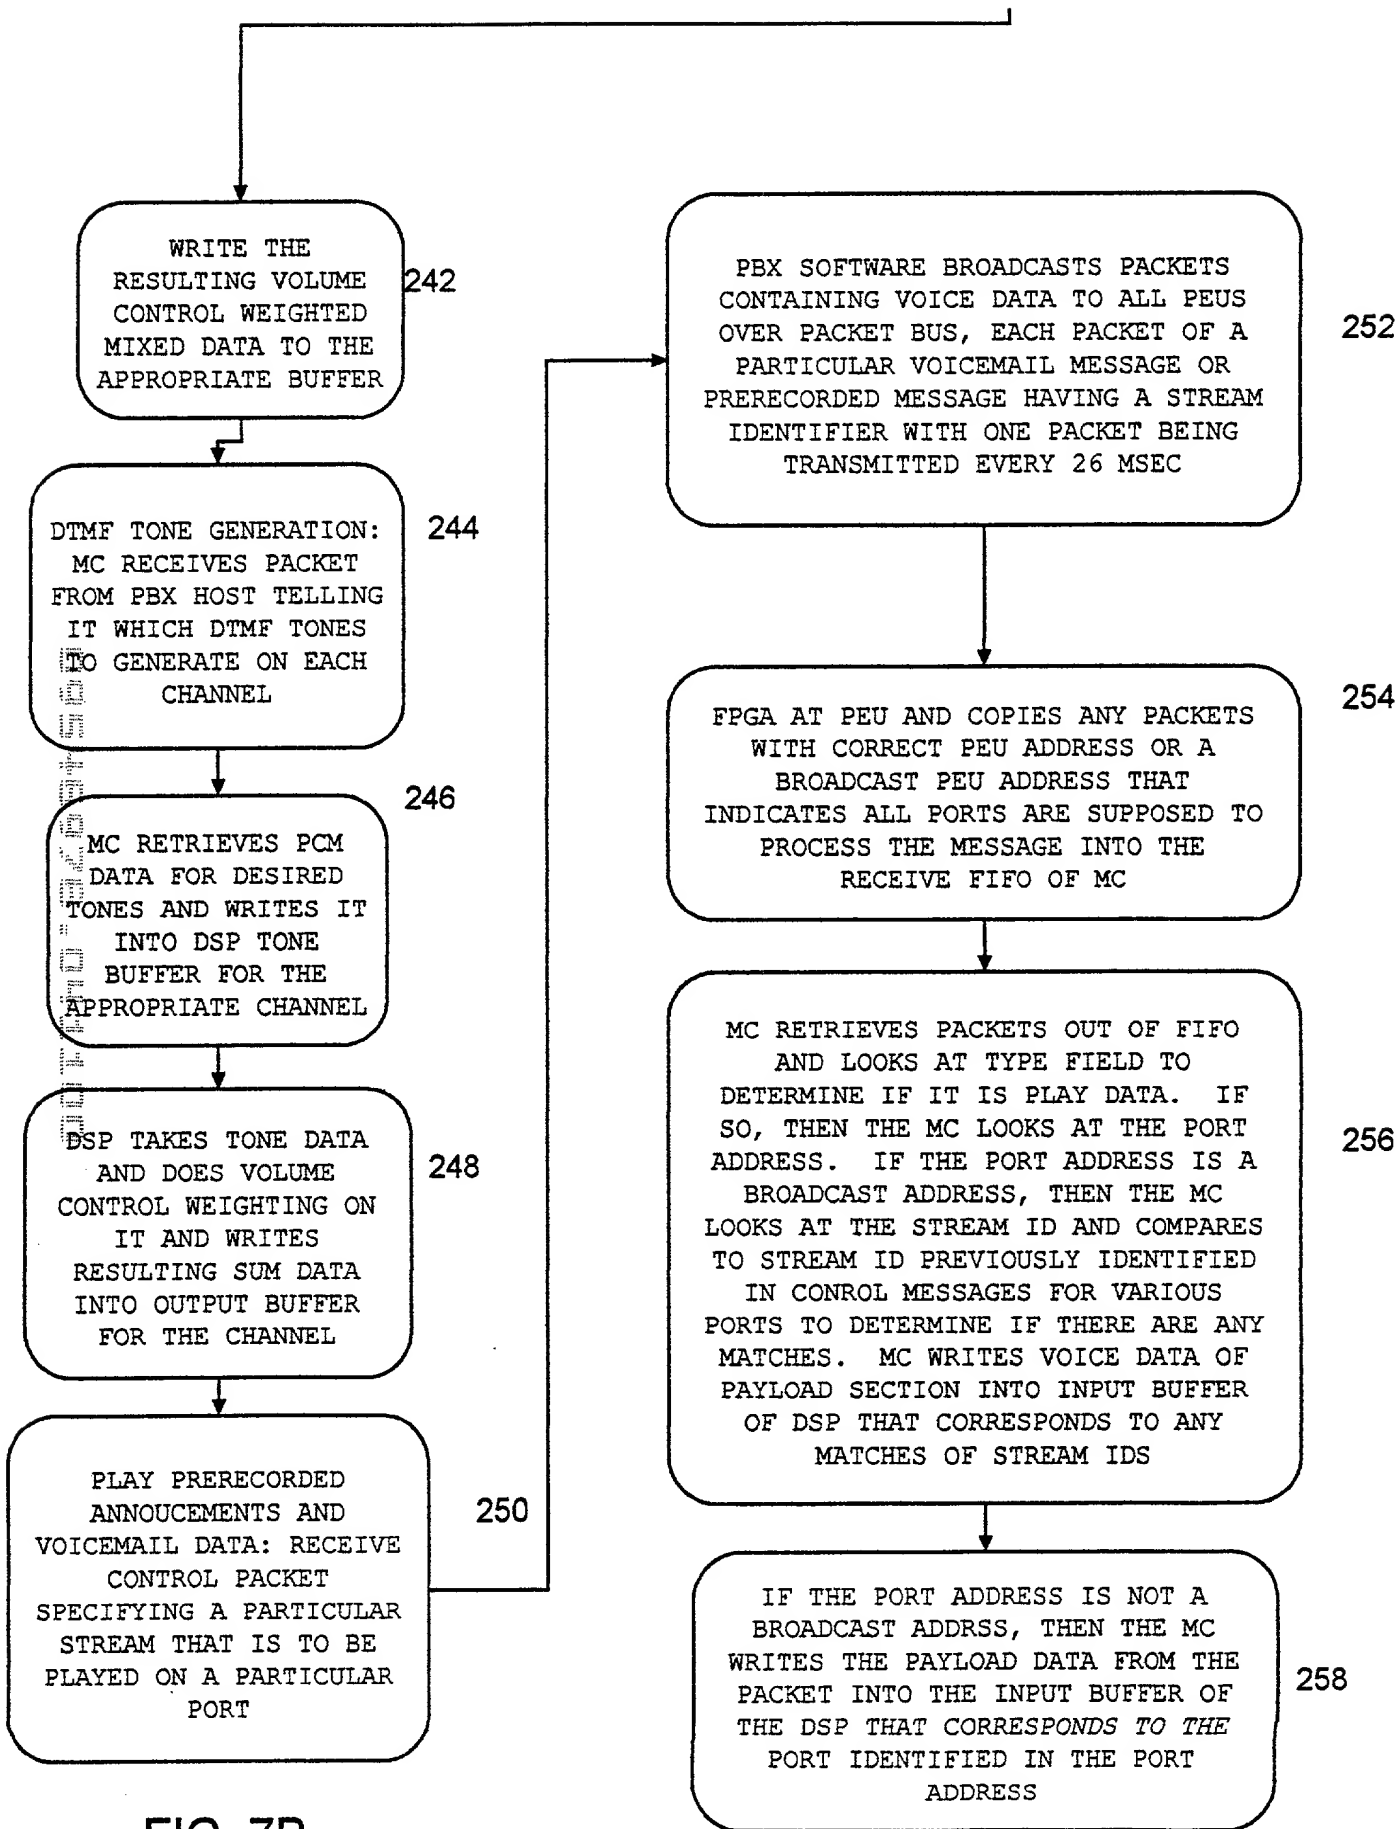 WRITE THE
RESULTING VOLUME
CONTROL WEIGHTED
MIXED DATA TO THE
APPROPRIATE BUFFER
242
DTMF TONE GENERATION:
MC RECEIVES PACKET
FROM PBX HOST TELLING
IT WHICH DTMF TONES
TO GENERATE ON EACH
CHANNEL
244
MC RETRIEVES PCM
DATA FOR DESIRED
TONES AND WRITES IT
INTO DSP TONE
BUFFER FOR THE
APPROPRIATE CHANNEL
246
DSP TAKES TONE DATA
AND DOES VOLUME
CONTROL WEIGHTING ON
IT AND WRITES
RESULTING SUM DATA
INTO OUTPUT BUFFER
FOR THE CHANNEL
248
PLAY PRERECORDED
ANNOUCEMENTS AND
VOICEMAIL DATA: RECEIVE
CONTROL PACKET
SPECIFYING A PARTICULAR
STREAM THAT IS TO BE
PLAYED ON A PARTICULAR
PORT
250
PBX SOFTWARE BROADCASTS PACKETS
CONTAINING VOICE DATA TO ALL PEUS
OVER PACKET BUS, EACH PACKET OF A
PARTICULAR VOICEMAIL MESSAGE OR
PRERECORDED MESSAGE HAVING A STREAM
IDENTIFIER WITH ONE PACKET BEING
TRANSMITTED EVERY 26 MSEC
252
FPGA AT PEU AND COPIES ANY PACKETS
WITH CORRECT PEU ADDRESS OR A
BROADCAST PEU ADDRESS THAT
INDICATES ALL PORTS ARE SUPPOSED TO
PROCESS THE MESSAGE INTO THE
RECEIVE FIFO OF MC
254
MC RETRIEVES PACKETS OUT OF FIFO
AND LOOKS AT TYPE FIELD TO
DETERMINE IF IT IS PLAY DATA. IF
SO, THEN THE MC LOOKS AT THE PORT
ADDRESS. IF THE PORT ADDRESS IS A
BROADCAST ADDRESS, THEN THE MC
LOOKS AT THE STREAM ID AND COMPARES
TO STREAM ID PREVIOUSLY IDENTIFIED
IN CONROL MESSAGES FOR VARIOUS
PORTS TO DETERMINE IF THERE ARE ANY
MATCHES. MC WRITES VOICE DATA OF
PAYLOAD SECTION INTO INPUT BUFFER
OF DSP THAT CORRESPONDS TO ANY
MATCHES OF STREAM IDS
256
IF THE PORT ADDRESS IS NOT A
BROADCAST ADDRSS, THEN THE MC
WRITES THE PAYLOAD DATA FROM THE
PACKET INTO THE INPUT BUFFER OF
THE DSP THAT CORRESPONDS TO THE
PORT IDENTIFIED IN THE PORT
ADDRESS
258